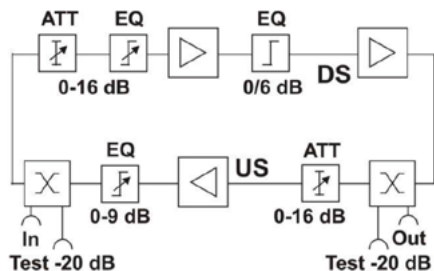 ATT EQ EQ
0-16 dB 0/6 dB DS
EQ US ATT
0-9 dB 0-16 dB
In Out
Test -20 dB Test -20 dB